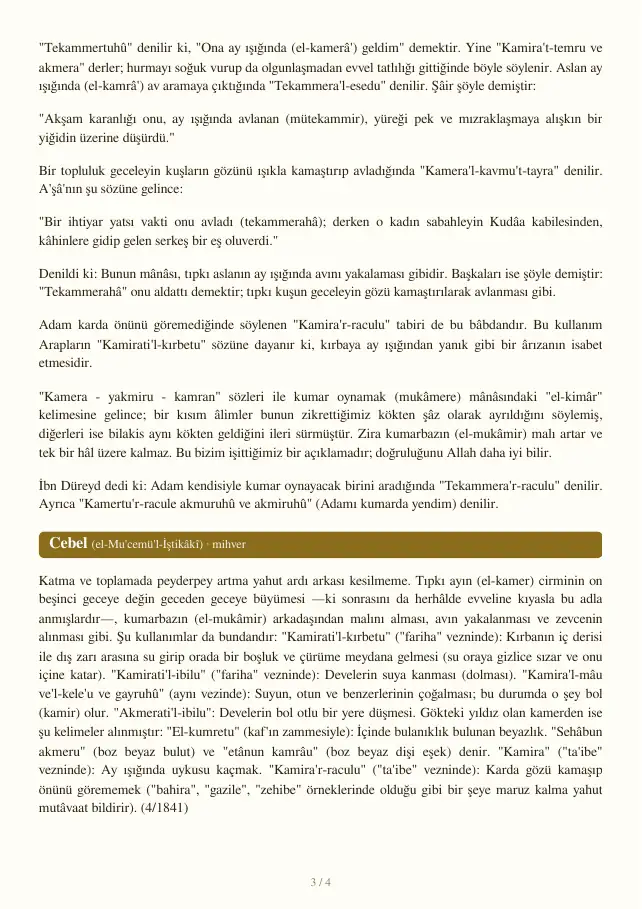 "Tekammertuhû" denilir ki, "Ona ay ışığında (el-kamerâ') geldim" demektir. Yine "Kamira't-temru ve
akmera" derler; hurmayı soğuk vurup da olgunlaşmadan evvel tatlılığı gittiğinde böyle söylenir. Aslan ay
ışığında (el-kamrâ') av aramaya çıktığında "Tekammera'l-esedu" denilir. Şâir şöyle demiştir:
"Akşam karanlığı onu, ay ışığında avlanan (mütekammir), yüreği pek ve mızraklaşmaya alışkın bir
yiğidin üzerine düşürdü."
Bir topluluk geceleyin kuşların gözünü ışıkla kamaştırıp avladığında "Kamera'l-kavmu't-tayra" denilir.
A'şâ'nın şu sözüne gelince:
"Bir ihtiyar yatsı vakti onu avladı (tekammerahâ); derken o kadın sabahleyin Kudâa kabilesinden,
kâhinlere gidip gelen serkeş bir eş oluverdi."
Denildi ki: Bunun mânâsı, tıpkı aslanın ay ışığında avını yakalaması gibidir. Başkaları ise şöyle demiştir:
"Tekammerahâ" onu aldattı demektir; tıpkı kuşun geceleyin gözü kamaştırılarak avlanması gibi.
Adam karda önünü göremediğinde söylenen "Kamira'r-raculu" tabiri de bu bâbdandır. Bu kullanım
Arapların "Kamirati'l-kırbetu" sözüne dayanır ki, kırbaya ay ışığından yanık gibi bir ârızanın isabet
etmesidir.
"Kamera - yakmiru - kamran" sözleri ile kumar oynamak (mukâmere) mânâsındaki "el-kimâr"
kelimesine gelince; bir kısım âlimler bunun zikrettiğimiz kökten şâz olarak ayrıldığını söylemiş,
diğerleri ise bilakis aynı kökten geldiğini ileri sürmüştür. Zira kumarbazın (el-mukâmir) malı artar ve
tek bir hâl üzere kalmaz. Bu bizim işittiğimiz bir açıklamadır; doğruluğunu Allah daha iyi bilir.
İbn Düreyd dedi ki: Adam kendisiyle kumar oynayacak birini aradığında "Tekammera'r-raculu" denilir.
Ayrıca "Kamertu'r-racule akmuruhû ve akmiruhû" (Adamı kumarda yendim) denilir.
Cebel (el-Mu'cemü'l-İştikâkî) · mihver
Katma ve toplamada peyderpey artma yahut ardı arkası kesilmeme. Tıpkı ayın (el-kamer) cirminin on
beşinci geceye değin geceden geceye büyümesi —ki sonrasını da herhâlde evveline kıyasla bu adla
anmışlardır—, kumarbazın (el-mukâmir) arkadaşından malını alması, avın yakalanması ve zevcenin
alınması gibi. Şu kullanımlar da bundandır: "Kamirati'l-kırbetu" ("fariha" vezninde): Kırbanın iç derisi
ile dış zarı arasına su girip orada bir boşluk ve çürüme meydana gelmesi (su oraya gizlice sızar ve onu
içine katar). "Kamirati'l-ibilu" ("fariha" vezninde): Develerin suya kanması (dolması). "Kamira'l-mâu
ve'l-kele'u ve gayruhû" (aynı vezinde): Suyun, otun ve benzerlerinin çoğalması; bu durumda o şey bol
(kamir) olur. "Akmerati'l-ibilu": Develerin bol otlu bir yere düşmesi. Gökteki yıldız olan kamerden ise
şu kelimeler alınmıştır: "El-kumretu" (kaf'ın zammesiyle): İçinde bulanıklık bulunan beyazlık. "Sehâbun
akmeru" (boz beyaz bulut) ve "etânun kamrâu" (boz beyaz dişi eşek) denir. "Kamira" ("ta'ibe"
vezninde): Ay ışığında uykusu kaçmak. "Kamira'r-raculu" ("ta'ibe" vezninde): Karda gözü kamaşıp
önünü görememek ("bahira", "gazile", "zehibe" örneklerinde olduğu gibi bir şeye maruz kalma yahut
mutâvaat bildirir). (4/1841)
3 / 4